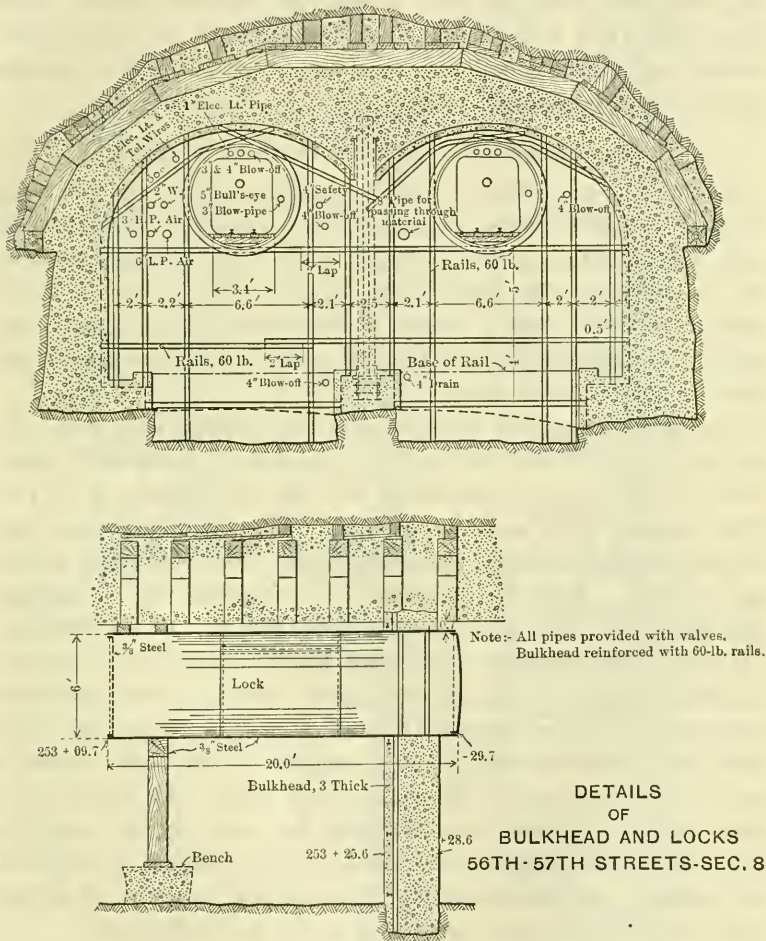 1" Elec. Lt. Pipe
Elec. Lt. &
Tel. Wires
3 & 4" Blow-off
2" W.
5" Bull's-eye
3" Blow-pipe
4" Sefety
4" Blow-off
8" Pipe for
passing through
material
4" Blow-off
3 H.P. Air
6 L.P. Air
Lap
Rails, 60 lb.
3.4'
2'
2.2'
6.6'
2.1'
2.5'
2.1'
6.6'
2'
2'
0.5'
Rails, 60 lb.
2' Lap
Base of Rail
4" Blow-off
4" Drain
Note:- All pipes provided with valves.
Bulkhead reinforced with 60-lb. rails.
3/8" Steel
6'
Lock
253 + 09.7
3/8" Steel
29.7
20.0'
Bulkhead, 3 Thick
Bench
253 + 25.6
28.6
DETAILS
OF
BULKHEAD AND LOCKS
56TH-57TH STREETS-SEC. 8